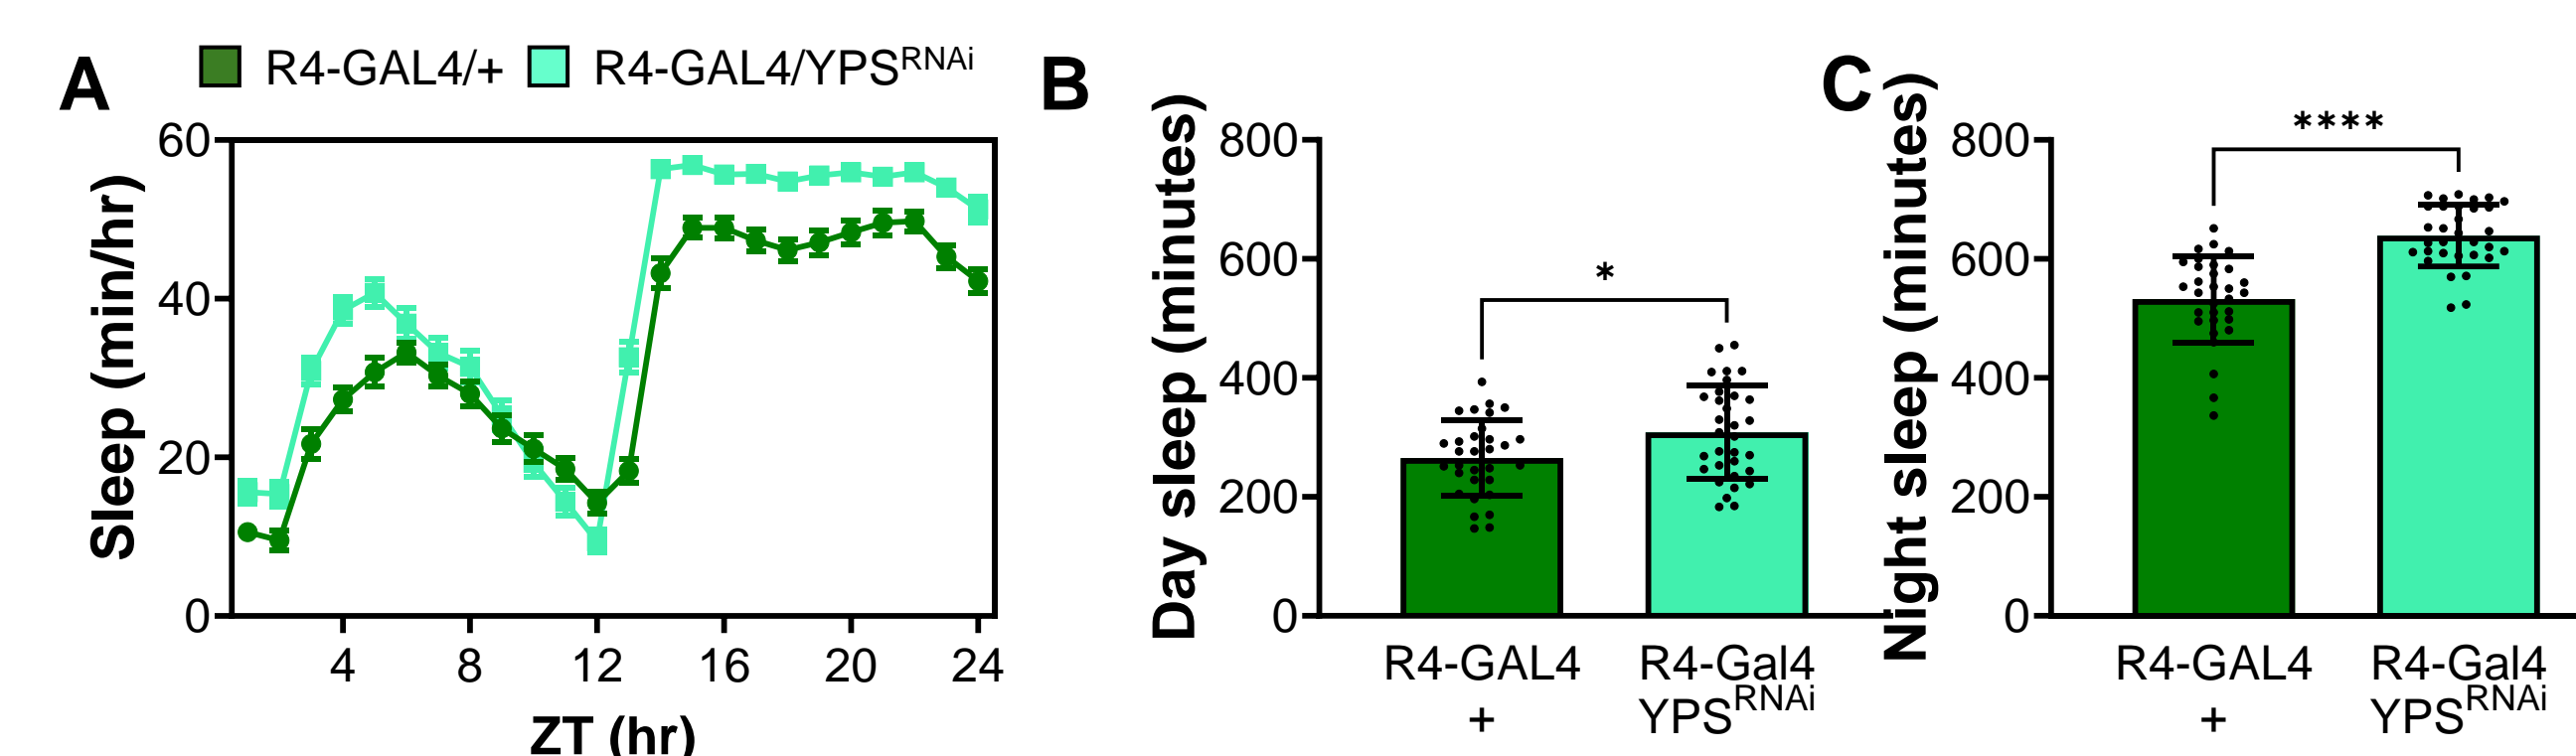 A
R4-GAL4/+
R4-GAL4/YPSRNAi
Sleep (min/hr)
60
40
20
0
4 8 12 16 20 24
ZT (hr)
B
Day sleep (minutes)
800
600
400
200
0
*
R4-GAL4
+
R4-Gal4
YPSRNAi
C
Night sleep (minutes)
800
600
400
200
0
****
R4-GAL4
+
R4-Gal4
YPSRNAi